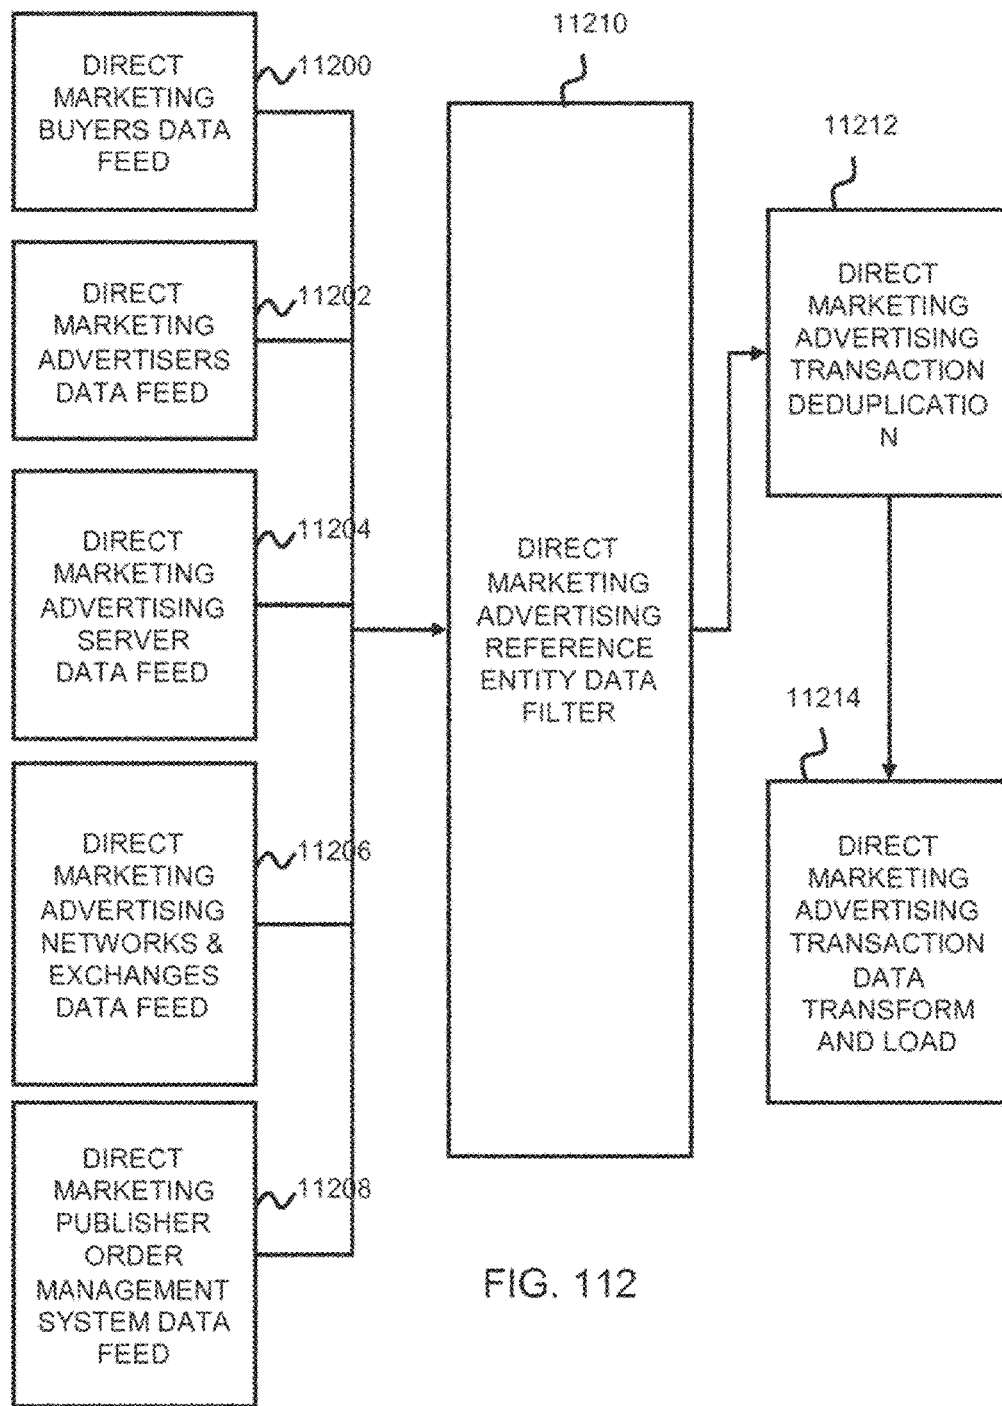 DIRECT
MARKETING
BUYERS DATA
FEED
11200
DIRECT
MARKETING
ADVERTISERS
DATA FEED
11202
DIRECT
MARKETING
ADVERTISING
SERVER
DATA FEED
11204
DIRECT
MARKETING
ADVERTISING
NETWORKS &
EXCHANGES
DATA FEED
11206
DIRECT
MARKETING
PUBLISHER
ORDER
MANAGEMENT
SYSTEM DATA
FEED
11208
11210
DIRECT
MARKETING
ADVERTISING
REFERENCE
ENTITY DATA
FILTER
11212
DIRECT
MARKETING
ADVERTISING
TRANSACTION
DEDUPLICATIO
N
11214
DIRECT
MARKETING
ADVERTISING
TRANSACTION
DATA
TRANSFORM
AND LOAD
FIG. 112